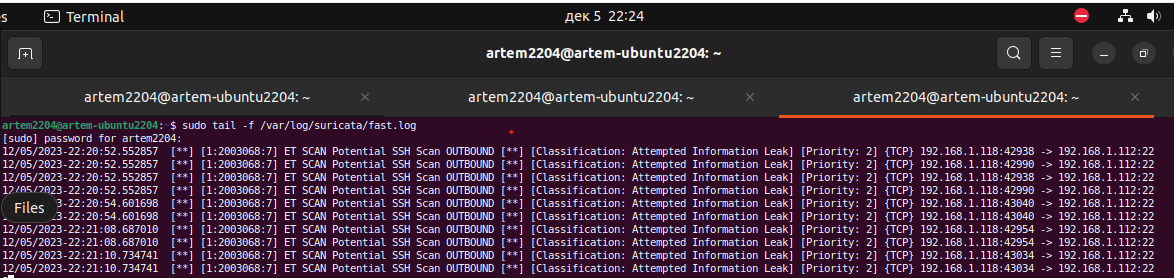 es Terminal дек 5 22:24
artem2204@artem-ubuntu2204: ~
artem2204@artem-ubuntu2204: ~ × artem2204@artem-ubuntu2204: ~ × artem2204@artem-ubuntu2204: ~ ×
artem2204@artem-ubuntu2204:~$ sudo tail -f /var/log/suricata/fast.log
[sudo] password for artem2204:
12/05/2023-22:20:52.552857 [**] [1:2003068:7] ET SCAN Potential SSH Scan OUTBOUND [**] [Classification: Attempted Information Leak] [Priority: 2] {TCP} 192.168.1.118:42938 -> 192.168.1.112:22
12/05/2023-22:20:52.552857 [**] [1:2003068:7] ET SCAN Potential SSH Scan OUTBOUND [**] [Classification: Attempted Information Leak] [Priority: 2] {TCP} 192.168.1.118:42990 -> 192.168.1.112:22
12/05/2023-22:20:52.552857 [**] [1:2003068:7] ET SCAN Potential SSH Scan OUTBOUND [**] [Classification: Attempted Information Leak] [Priority: 2] {TCP} 192.168.1.118:42938 -> 192.168.1.112:22
12/05/2023-22:20:52.552857 [**] [1:2003068:7] ET SCAN Potential SSH Scan OUTBOUND [**] [Classification: Attempted Information Leak] [Priority: 2] {TCP} 192.168.1.118:42990 -> 192.168.1.112:22
3-22:20:54.601698 [**] [1:2003068:7] ET SCAN Potential SSH Scan OUTBOUND [**] [Classification: Attempted Information Leak] [Priority: 2] {TCP} 192.168.1.118:43040 -> 192.168.1.112:22
Files 3-22:20:54.601698 [**] [1:2003068:7] ET SCAN Potential SSH Scan OUTBOUND [**] [Classification: Attempted Information Leak] [Priority: 2] {TCP} 192.168.1.118:43040 -> 192.168.1.112:22
12/05/2023-22:21:08.687010 [**] [1:2003068:7] ET SCAN Potential SSH Scan OUTBOUND [**] [Classification: Attempted Information Leak] [Priority: 2] {TCP} 192.168.1.118:42954 -> 192.168.1.112:22
12/05/2023-22:21:08.687010 [**] [1:2003068:7] ET SCAN Potential SSH Scan OUTBOUND [**] [Classification: Attempted Information Leak] [Priority: 2] {TCP} 192.168.1.118:42954 -> 192.168.1.112:22
12/05/2023-22:21:10.734741 [**] [1:2003068:7] ET SCAN Potential SSH Scan OUTBOUND [**] [Classification: Attempted Information Leak] [Priority: 2] {TCP} 192.168.1.118:43034 -> 192.168.1.112:22
12/05/2023-22:21:10.734741 [**] [1:2003068:7] ET SCAN Potential SSH Scan OUTBOUND [**] [Classification: Attempted Information Leak] [Priority: 2] {TCP} 192.168.1.118:43034 -> 192.168.1.112:22